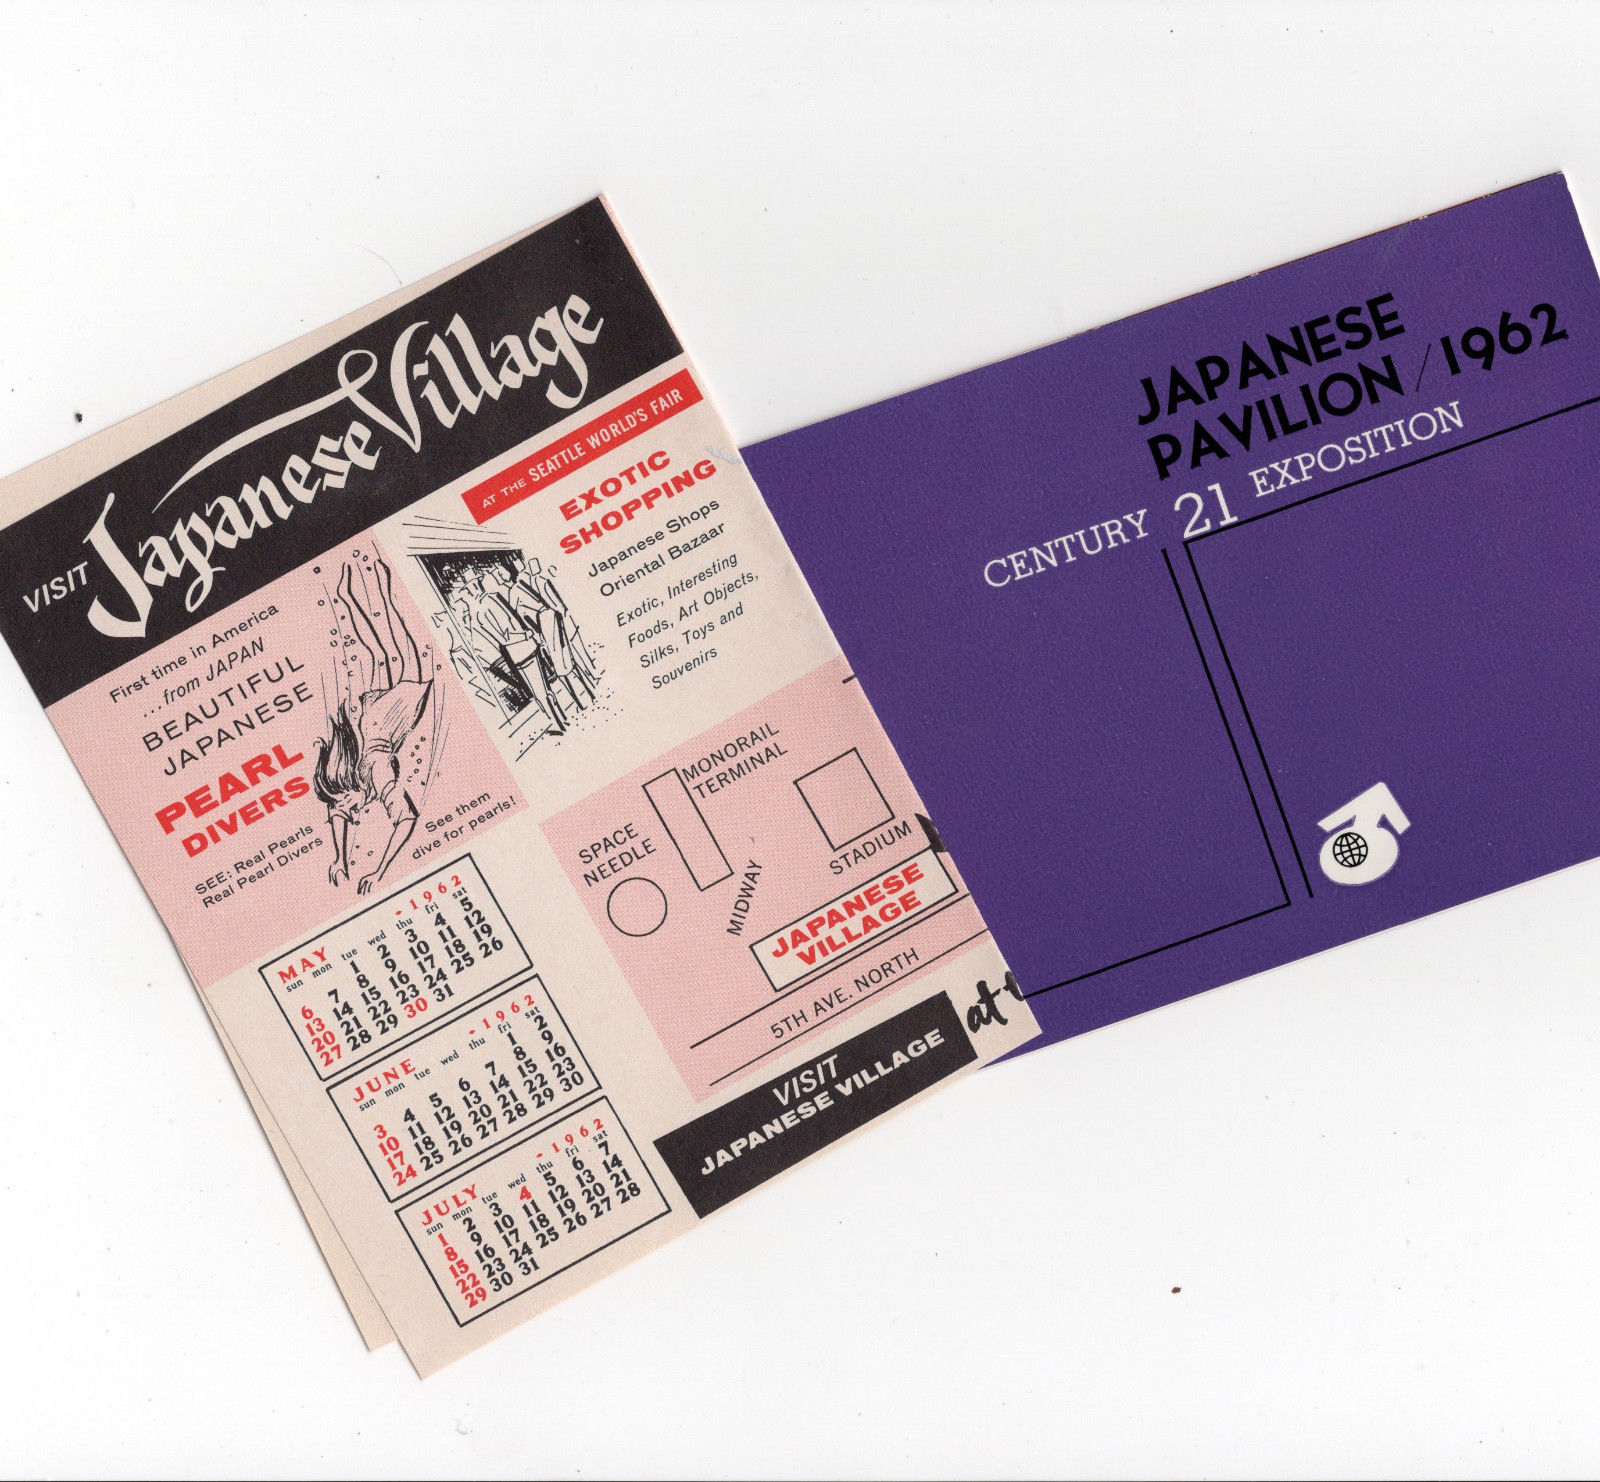 VISIT Japanese Village
AT THE SEATTLE WORLD'S FAIR
First time in America
...from JAPAN
BEAUTIFUL
JAPANESE
PEARL
DIVERS
SEE: Real Pearls
Real Pearl Divers
See them
dive for pearls!
EXOTIC
SHOPPING
Japanese Shops
Oriental Bazaar
Exotic, Interesting
Foods, Art Objects,
Silks, Toys and
Souvenirs
MONORAIL
TERMINAL
SPACE
NEEDLE
MIDWAY
STADIUM
JAPANESE
VILLAGE
5TH AVE. NORTH
VISIT
JAPANESE VILLAGE
at
MAY - 1962
sun mon tue wed thu fri sat
1 2 3 4 5
6 7 8 9 10 11 12
13 14 15 16 17 18 19
20 21 22 23 24 25 26
27 28 29 30 31
JUNE - 1962
sun mon tue wed thu fri sat
1 2
3 4 5 6 7 8 9
10 11 12 13 14 15 16
17 18 19 20 21 22 23
24 25 26 27 28 29 30
JULY - 1962
sun mon tue wed thu fri sat
1 2 3 4 5 6 7
8 9 10 11 12 13 14
15 16 17 18 19 20 21
22 23 24 25 26 27 28
29 30 31
JAPANESE
PAVILION / 1962
CENTURY 21 EXPOSITION